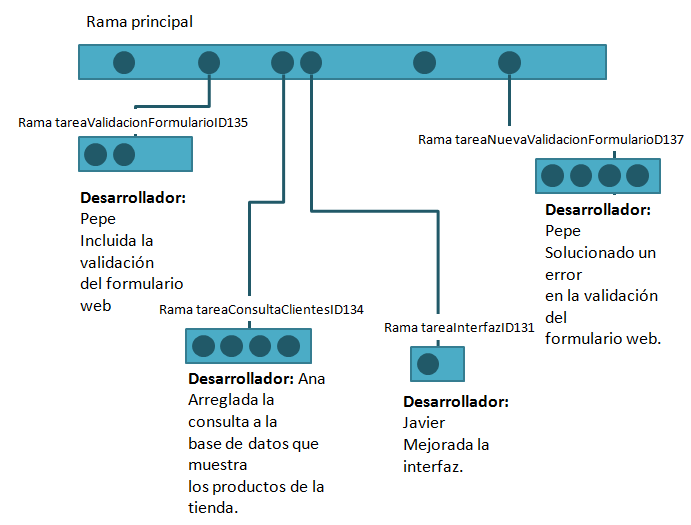 Rama principal
Rama tareaValidacionFormularioID135
Desarrollador:
Pepe
Incluida la
validación
del formulario
web
Rama tareaConsultaClientesID134
Desarrollador: Ana
Arreglada la
consulta a la
base de datos que
muestra
los productos de la
tienda.
Rama tareaInterfazID131
Desarrollador:
Javier
Mejorada la
interfaz.
Rama tareaNuevaValidacionFormularioD137
Desarrollador:
Pepe
Solucionado un
error
en la validación
del
formulario web.